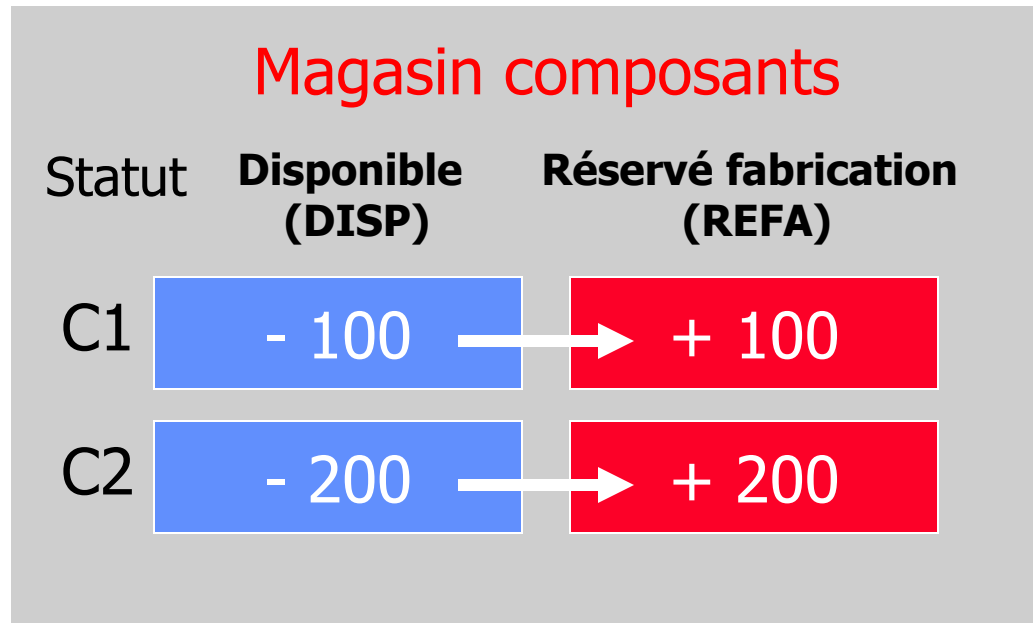 Magasin composants
Statut
Disponible
(DISP)
Réservé fabrication
(REFA)
C1
- 100
+ 100
C2
- 200
+ 200